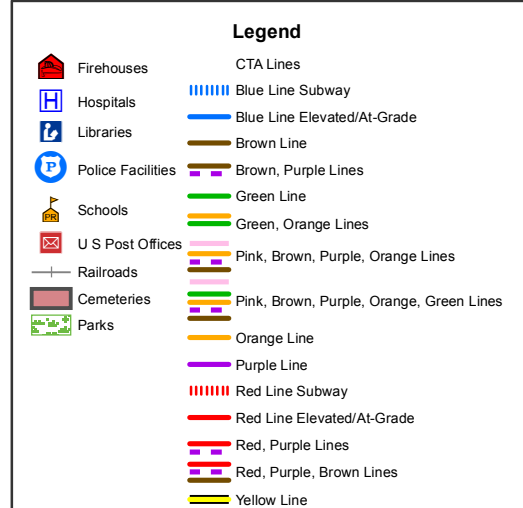 Legend
Firehouses
H
Hospitals
Libraries
P
Police Facilities
PR
Schools
U S Post Offices
Railroads
Cemeteries
Parks
CTA Lines
Blue Line Subway
Blue Line Elevated/At-Grade
Brown Line
Brown, Purple Lines
Green Line
Green, Orange Lines
Pink, Brown, Purple, Orange Lines
Pink, Brown, Purple, Orange, Green Lines
Orange Line
Purple Line
Red Line Subway
Red Line Elevated/At-Grade
Red, Purple Lines
Red, Purple, Brown Lines
Yellow Line